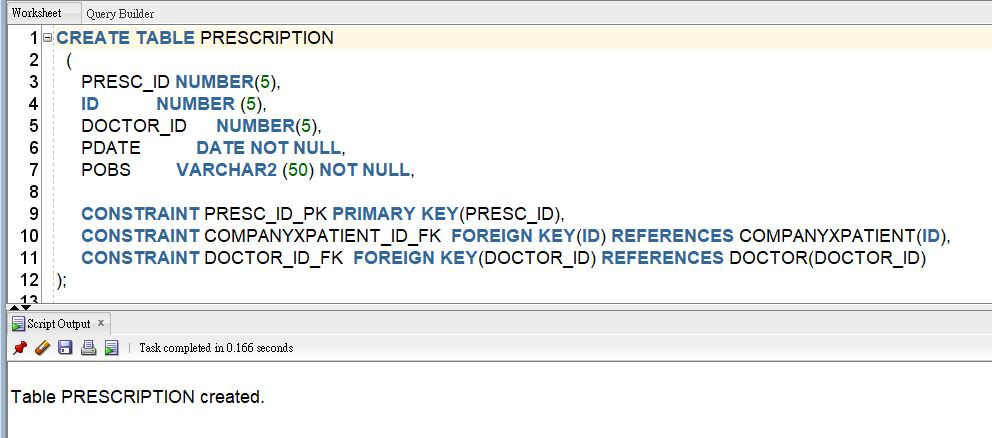 Worksheet Query Builder
1 CREATE TABLE PRESCRIPTION
2 (
3 PRESC_ID NUMBER(5),
4 ID NUMBER (5),
5 DOCTOR_ID NUMBER(5),
6 PDATE DATE NOT NULL,
7 POBS VARCHAR2 (50) NOT NULL,
8
9 CONSTRAINT PRESC_ID_PK PRIMARY KEY(PRESC_ID),
10 CONSTRAINT COMPANYXPATIENT_ID_FK FOREIGN KEY(ID) REFERENCES COMPANYXPATIENT(ID),
11 CONSTRAINT DOCTOR_ID_FK FOREIGN KEY(DOCTOR_ID) REFERENCES DOCTOR(DOCTOR_ID)
12 );
13
Script Output x
Task completed in 0.166 seconds
Table PRESCRIPTION created.